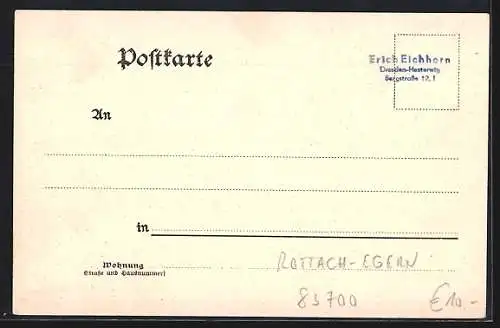 Postkarte
Erich Eichhorn
Dresden-Hosterwitz
Bergstraße 12, I
An
in
Wohnung
(Straße und Hausnummer)
ROTTACH-EGERN
83700
€10.-